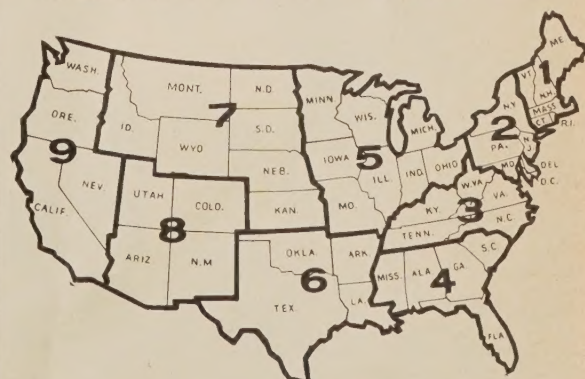 WASH.
ORE.
9
CALIF.
NEV.
MONT.
N.D.
7
ID.
WYO
S.D.
NEB.
KAN.
UTAH
COLO.
8
ARIZ
N.M
MINN.
WIS.
MICH.
IOWA
5
ILL.
IND.
OHIO
MO.
OKLA.
ARK.
6
TEX.
LA.
ME.
VT.
1
N.H.
MASS.
CT.
R.I.
N.Y.
2
PA.
N.J.
MD.
DEL
D.C.
W.VA
VA.
KY.
3
TENN.
N.C
MISS.
ALA.
GA.
S.C.
4
FLA.